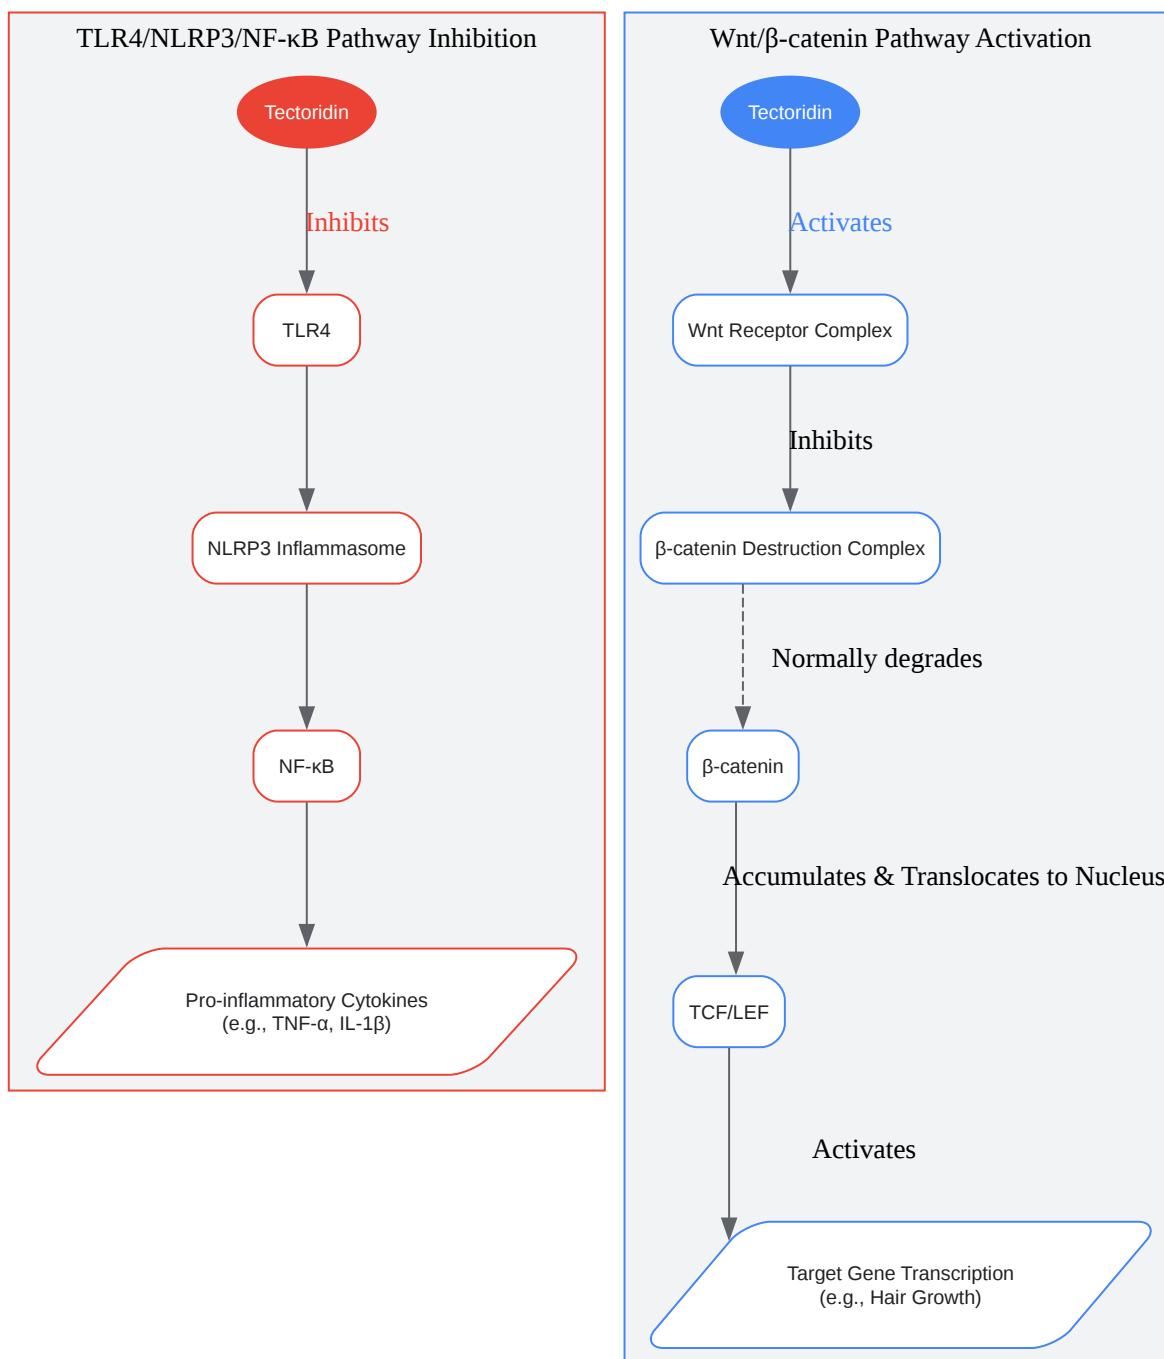 TLR4/NLRP3/NF-κB Pathway Inhibition
Tectoridin
Inhibits
TLR4
NLRP3 Inflammasome
NF-κB
Pro-inflammatory Cytokines
(e.g., TNF-α, IL-1β)
Wnt/β-catenin Pathway Activation
Tectoridin
Activates
Wnt Receptor Complex
Inhibits
β-catenin Destruction Complex
Normally degrades
β-catenin
Accumulates & Translocates to Nucleus
TCF/LEF
Activates
Target Gene Transcription
(e.g., Hair Growth)